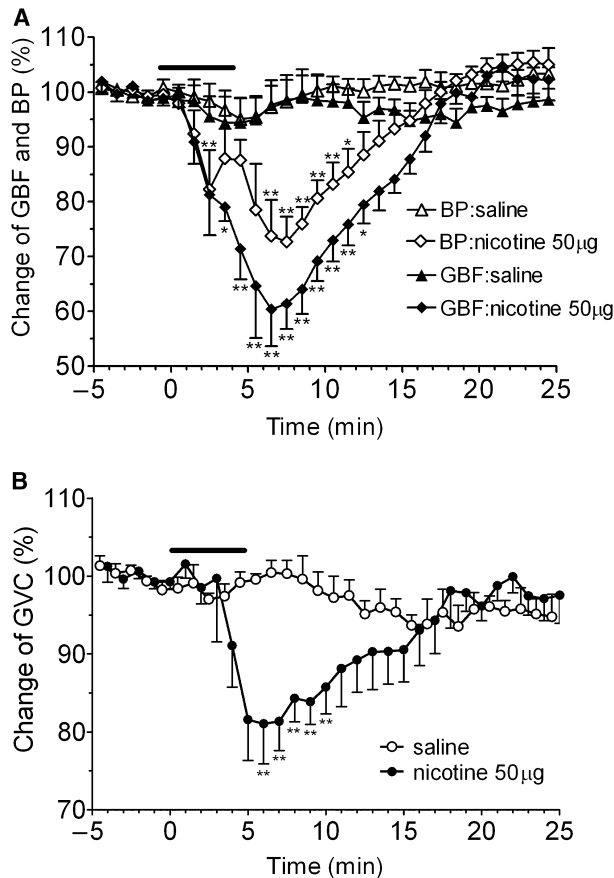 A
Change of GBF and BP (%)
110
100
90
80
70
60
50
**
*
**
**
**
**
**
**
**
*
**
**
**
**
**
**
*
BP:saline
BP:nicotine 50μg
GBF:saline
GBF:nicotine 50μg
−5 0 5 10 15 20 25
Time (min)
B
Change of GVC (%)
110
100
90
80
70
**
**
**
**
**
saline
nicotine 50μg
−5 0 5 10 15 20 25
Time (min)